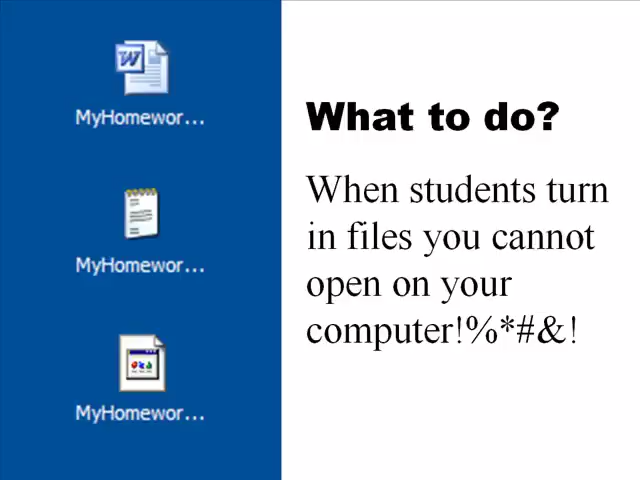 W
MyHomewor...
MyHomewor...
MyHomewor...
What to do?
When students turn
in files you cannot
open on your
computer!%*#&!